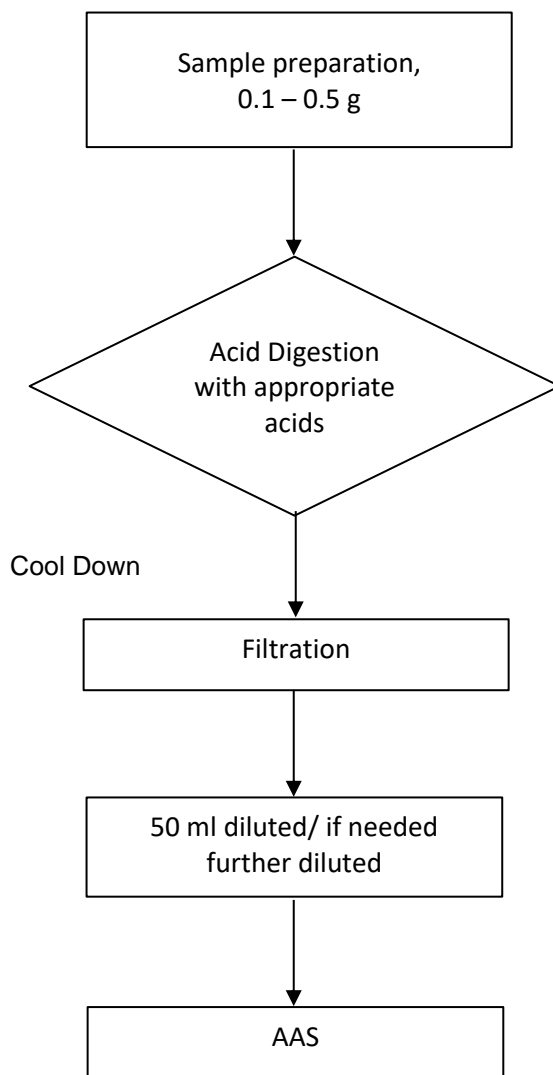 Sample preparation,
0.1 – 0.5 g
Acid Digestion
with appropriate
acids
Cool Down
Filtration
50 ml diluted/ if needed
further diluted
AAS